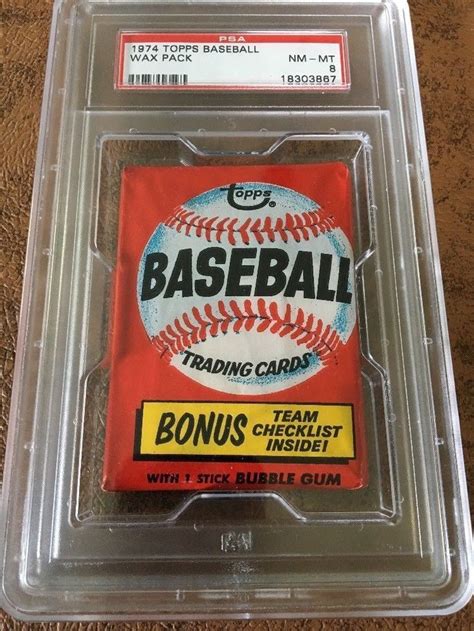 PSA
1974 TOPPS BASEBALL NM - MT
WAX PACK 8
18303867
Topps ®
BASEBALL
TRADING CARDS
BONUS TEAM
CHECKLIST
INSIDE!
WITH 1 STICK BUBBLE GUM